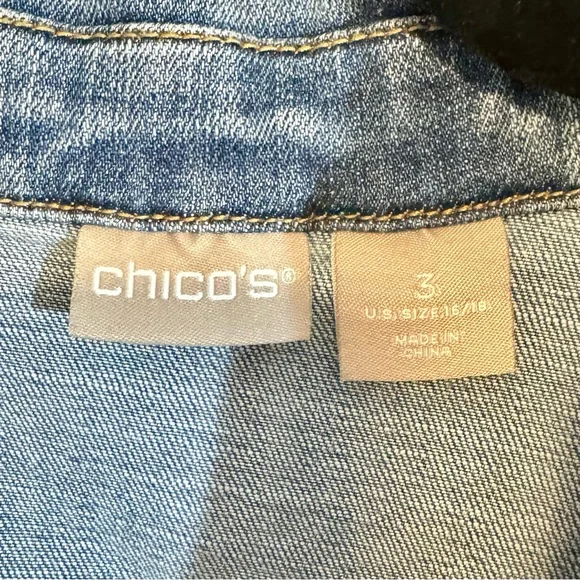 chico's®
3
U.S. SIZE 16/18
MADE IN
CHINA